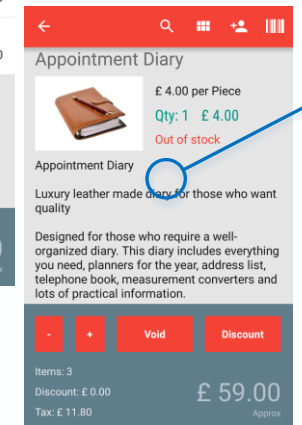 Appointment Diary
£ 4.00 per Piece
Qty: 1 £ 4.00
Out of stock
Appointment Diary
Luxury leather made diary for those who want
quality
Designed for those who require a well-
organized diary. This diary includes everything
you need, planners for the year, address list,
telephone book, measurement converters and
lots of practical information.
- + Void Discount
Items: 3
Discount: £ 0.00
Tax: £ 11.80
£ 59.00
Approx